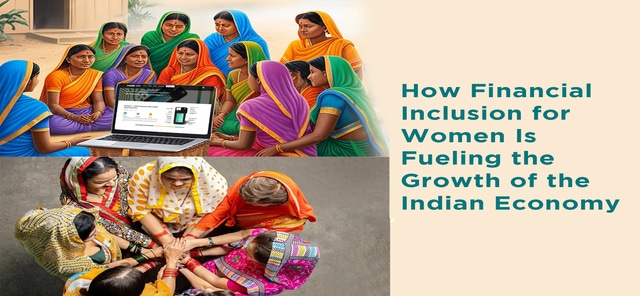 How Financial
Inclusion for
Women Is
Fueling the
Growth of the
Indian Economy